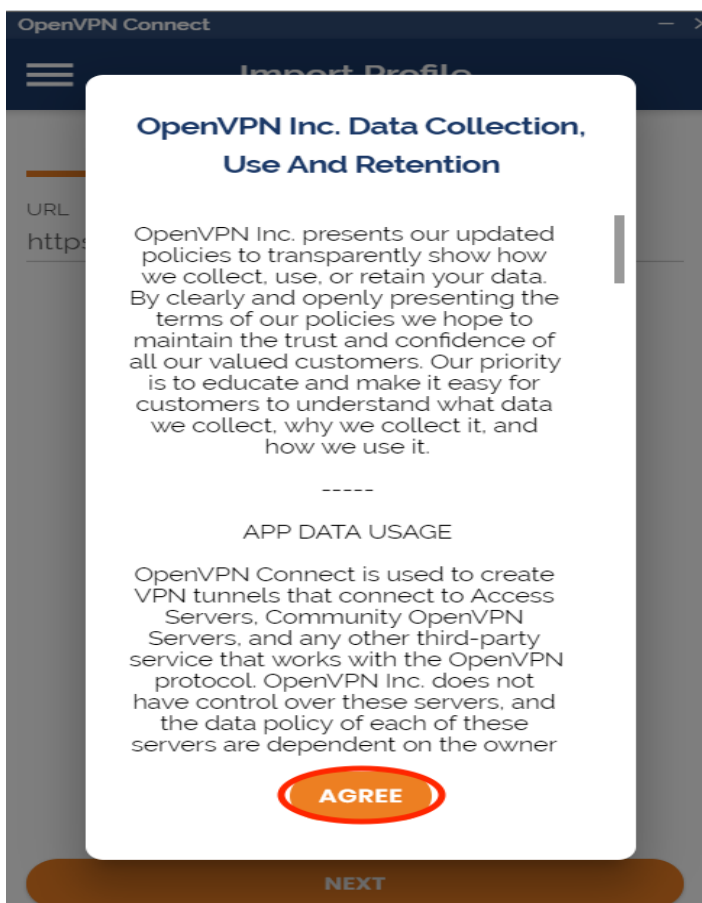 OpenVPN Connect
Import Profile
OpenVPN Inc. Data Collection,
Use And Retention
URL
https
OpenVPN Inc. presents our updated
policies to transparently show how
we collect, use, or retain your data.
By clearly and openly presenting the
terms of our policies we hope to
maintain the trust and confidence of
all our valued customers. Our priority
is to educate and make it easy for
customers to understand what data
we collect, why we collect it, and
how we use it.
-----
APP DATA USAGE
OpenVPN Connect is used to create
VPN tunnels that connect to Access
Servers, Community OpenVPN
Servers, and any other third-party
service that works with the OpenVPN
protocol. OpenVPN Inc. does not
have control over these servers, and
the data policy of each of these
servers are dependent on the owner
AGREE
NEXT